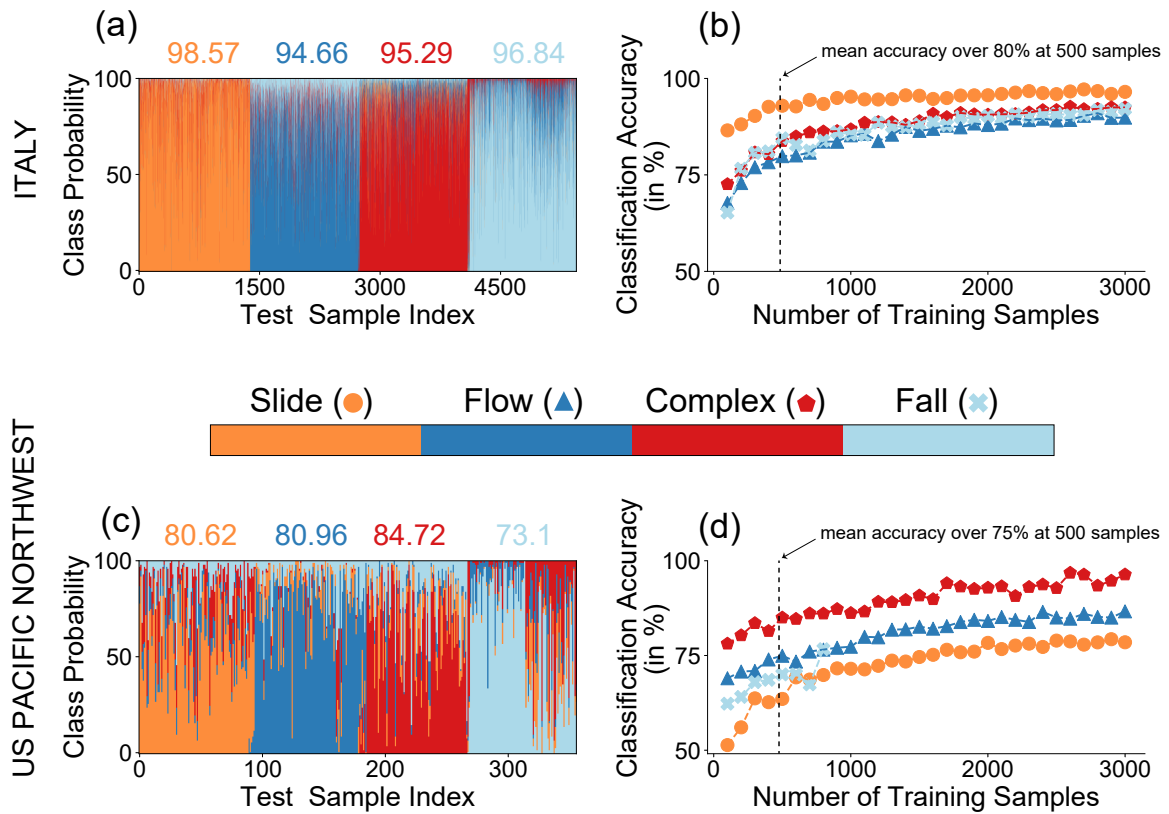 (a)
98.57 94.66 95.29 96.84
ITALY
Class Probability
100
50
0
0 1500 3000 4500
Test Sample Index
(b)
mean accuracy over 80% at 500 samples
Classification Accuracy
(in %)
100
75
50
0 1000 2000 3000
Number of Training Samples
Slide ( ) Flow ( ) Complex ( ) Fall ( )
US PACIFIC NORTHWEST
(c)
80.62 80.96 84.72 73.1
Class Probability
100
50
0
0 100 200 300
Test Sample Index
(d)
mean accuracy over 75% at 500 samples
Classification Accuracy
(in %)
100
75
50
0 1000 2000 3000
Number of Training Samples